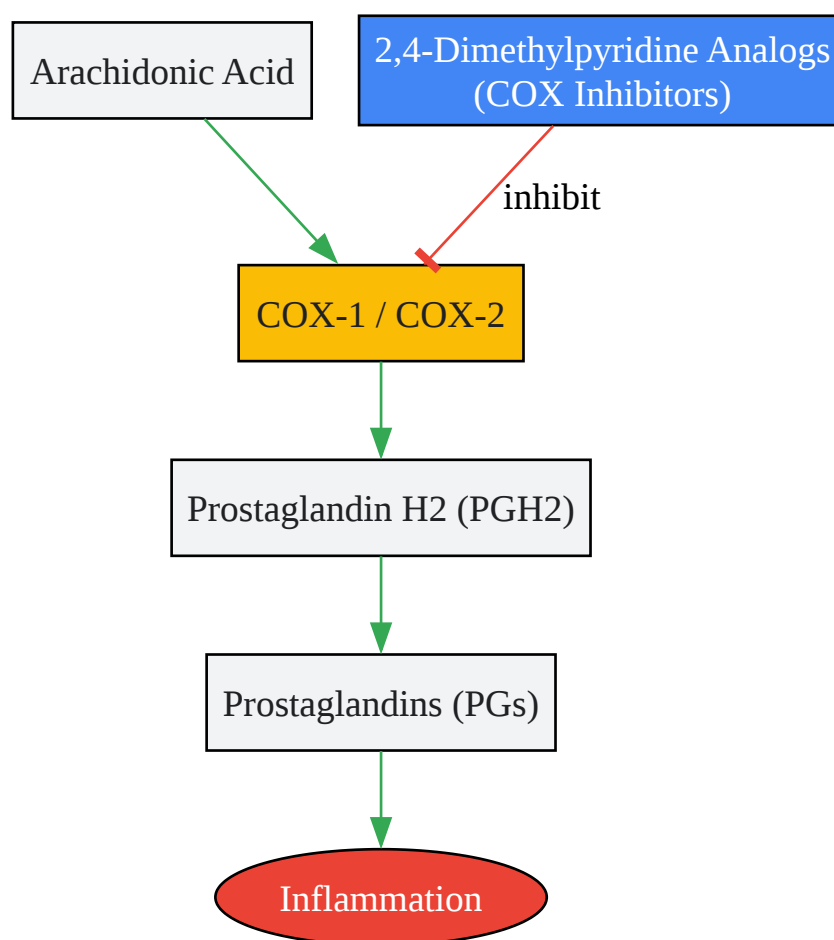 Arachidonic Acid
2,4-Dimethylpyridine Analogs
(COX Inhibitors)
inhibit
COX-1 / COX-2
Prostaglandin H2 (PGH2)
Prostaglandins (PGs)
Inflammation